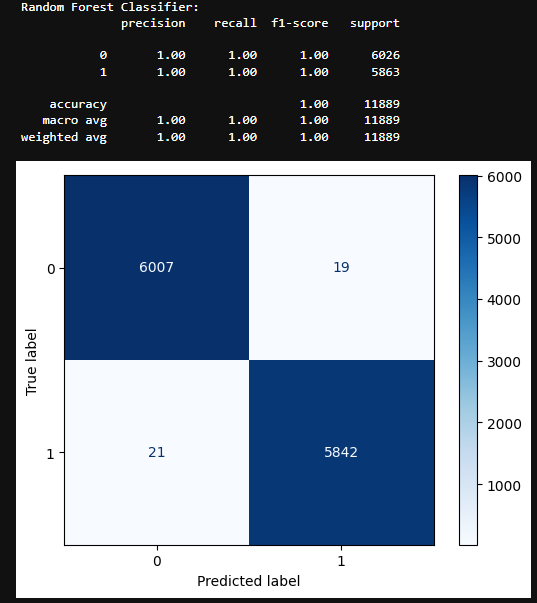 Random Forest Classifier:
precision recall f1-score support
0 1.00 1.00 1.00 6026
1 1.00 1.00 1.00 5863
accuracy 1.00 11889
macro avg 1.00 1.00 1.00 11889
weighted avg 1.00 1.00 1.00 11889
6000
5000
4000
3000
2000
1000
True label
0
6007 19
1
21 5842
0 1
Predicted label